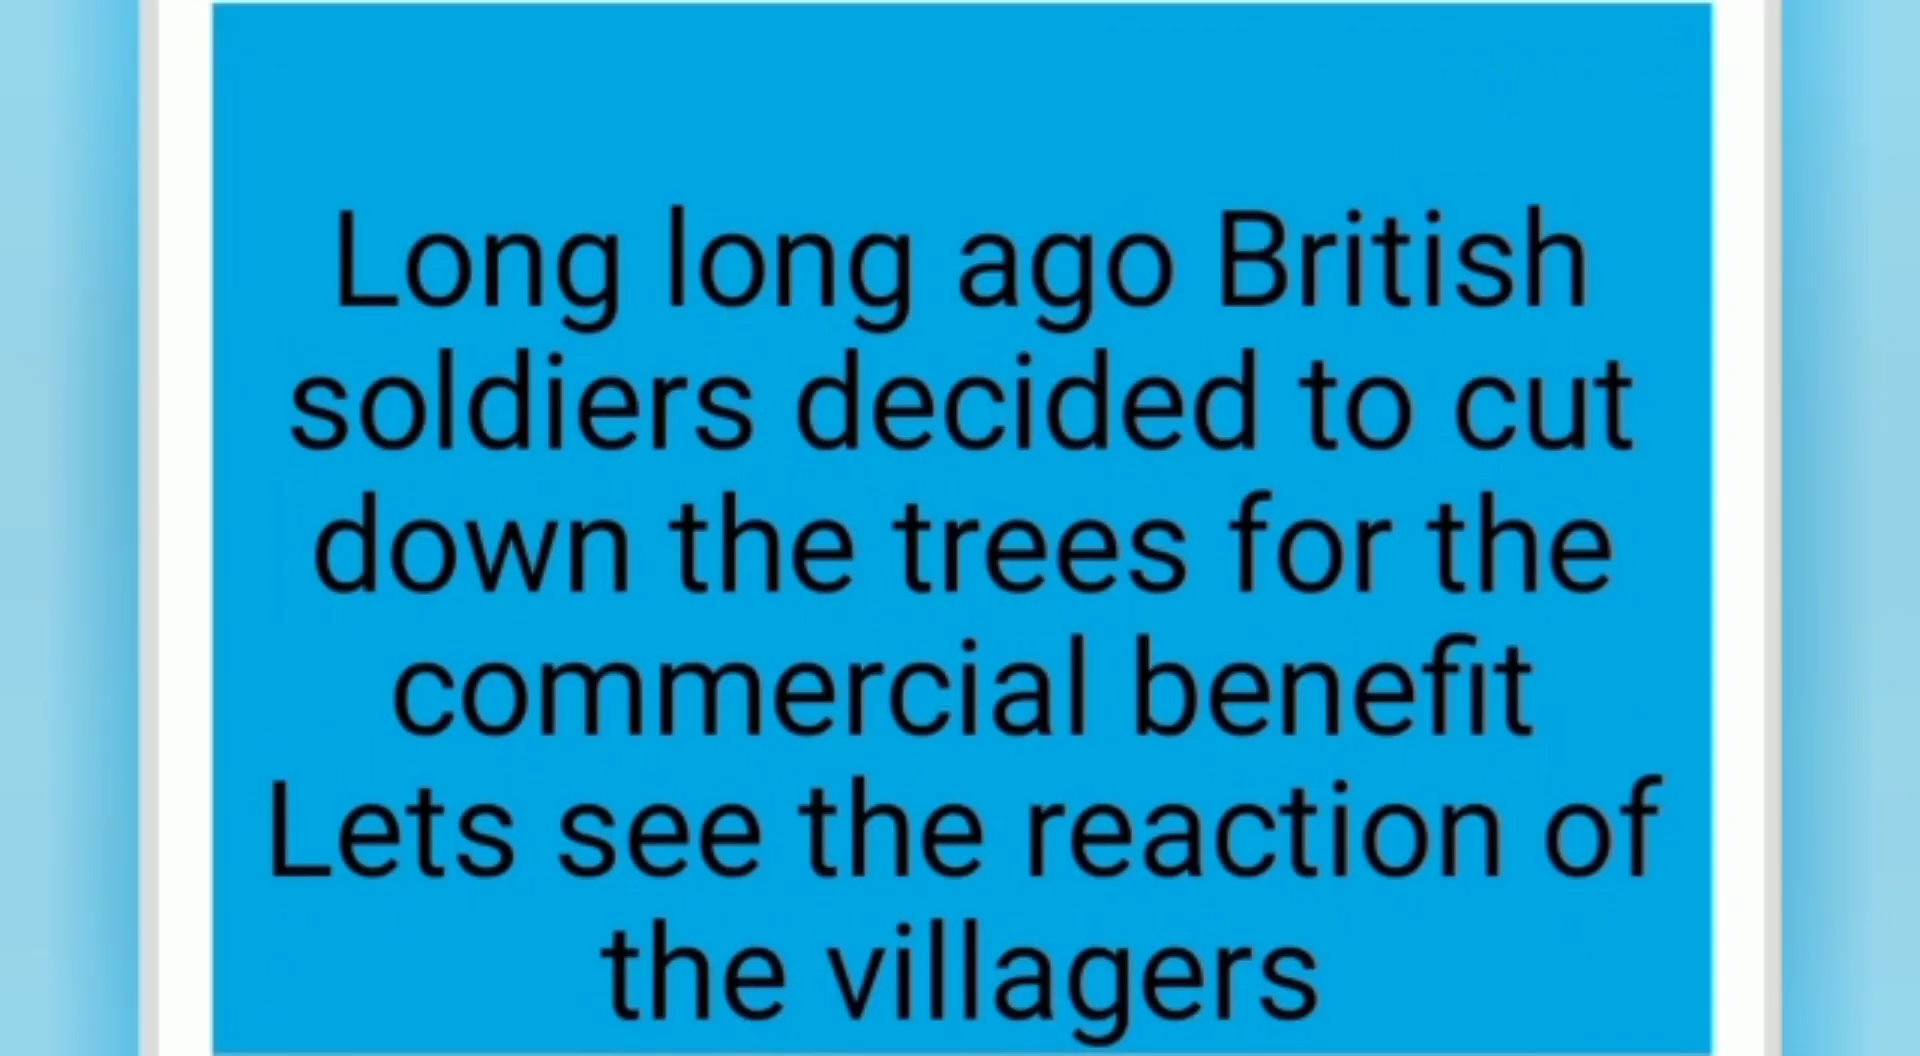 Long long ago British
soldiers decided to cut
down the trees for the
commercial benefit
Lets see the reaction of
the villagers